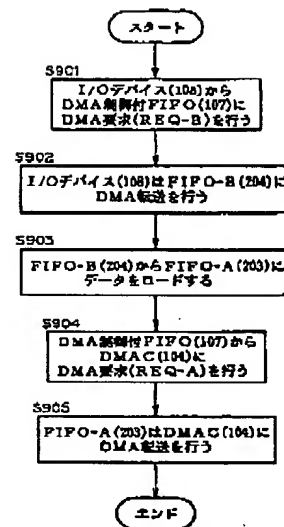 スタート
S901
I/Oデバイス(108)から
DMA制御付FIFO(107)に
DMA要求(REQ-B)を行う
S902
I/Oデバイス(108)はFIFO-B(204)に
DMA転送を行う
S903
FIFO-B(204)からFIFO-A(203)に
データをロードする
S904
DMA制御付FIFO(107)から
DMAC(104)に
DMA要求(REQ-A)を行う
S905
FIFO-A(203)はDMAC(104)に
DMA転送を行う
エンド